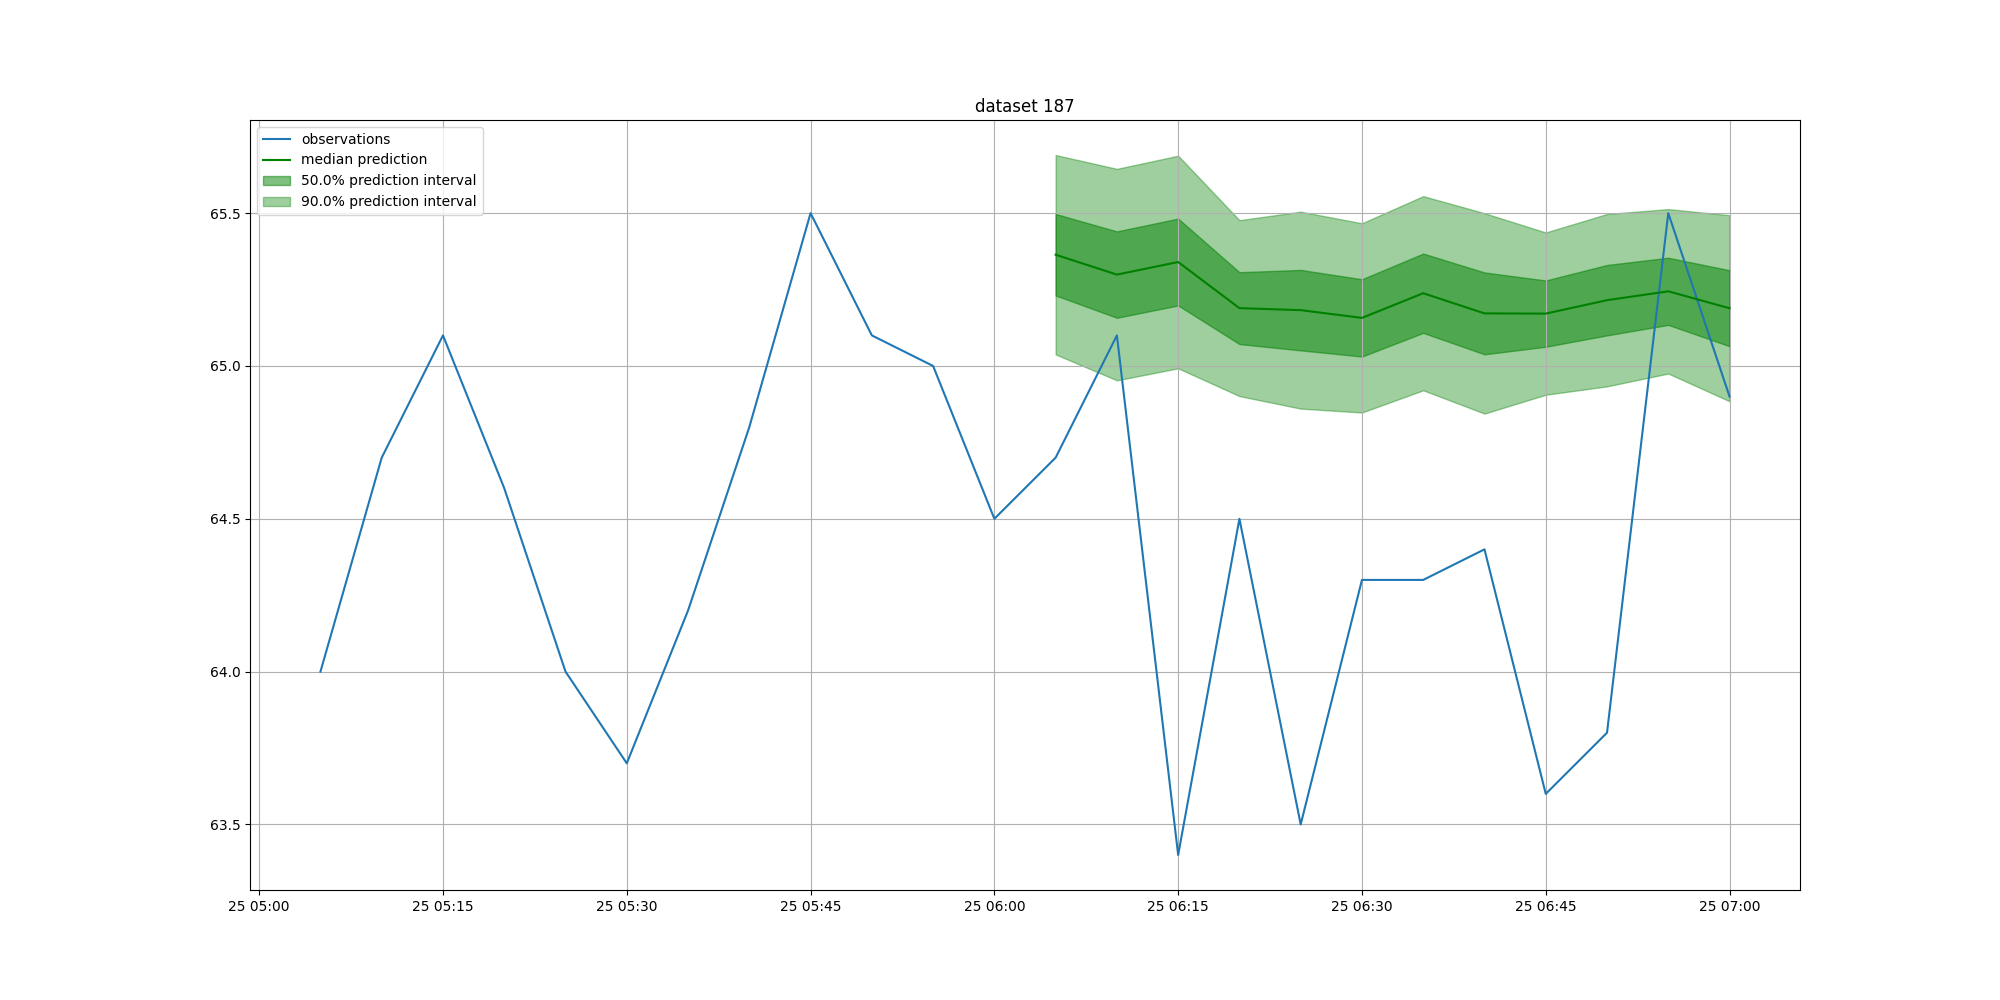 dataset 187
observations
median prediction
50.0% prediction interval
90.0% prediction interval
65.5
65.0
64.5
64.0
63.5
25 05:00 25 05:15 25 05:30 25 05:45 25 06:00 25 06:15 25 06:30 25 06:45 25 07:00